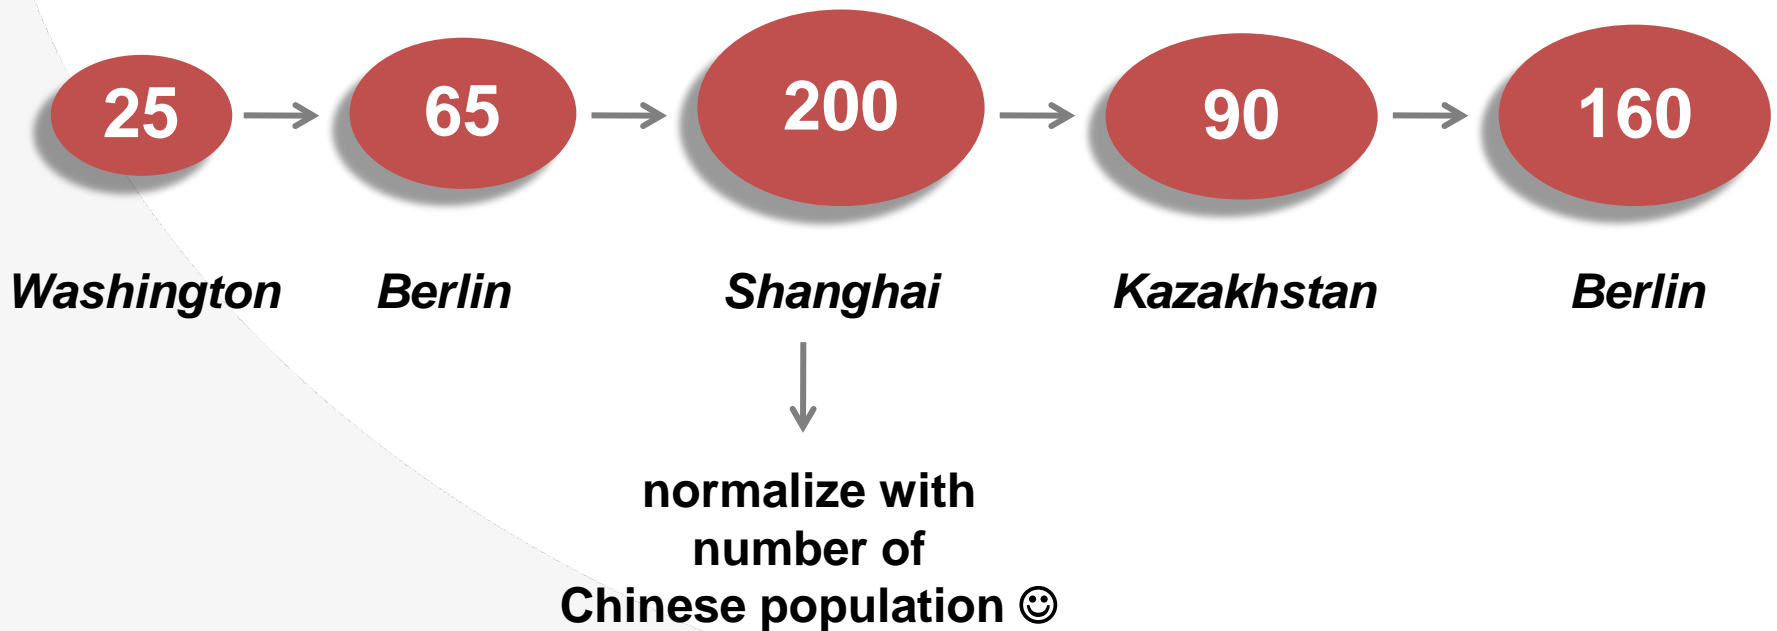 25 65 200 90 160
Washington Berlin Shanghai Kazakhstan Berlin
normalize with
number of
Chinese population ☺